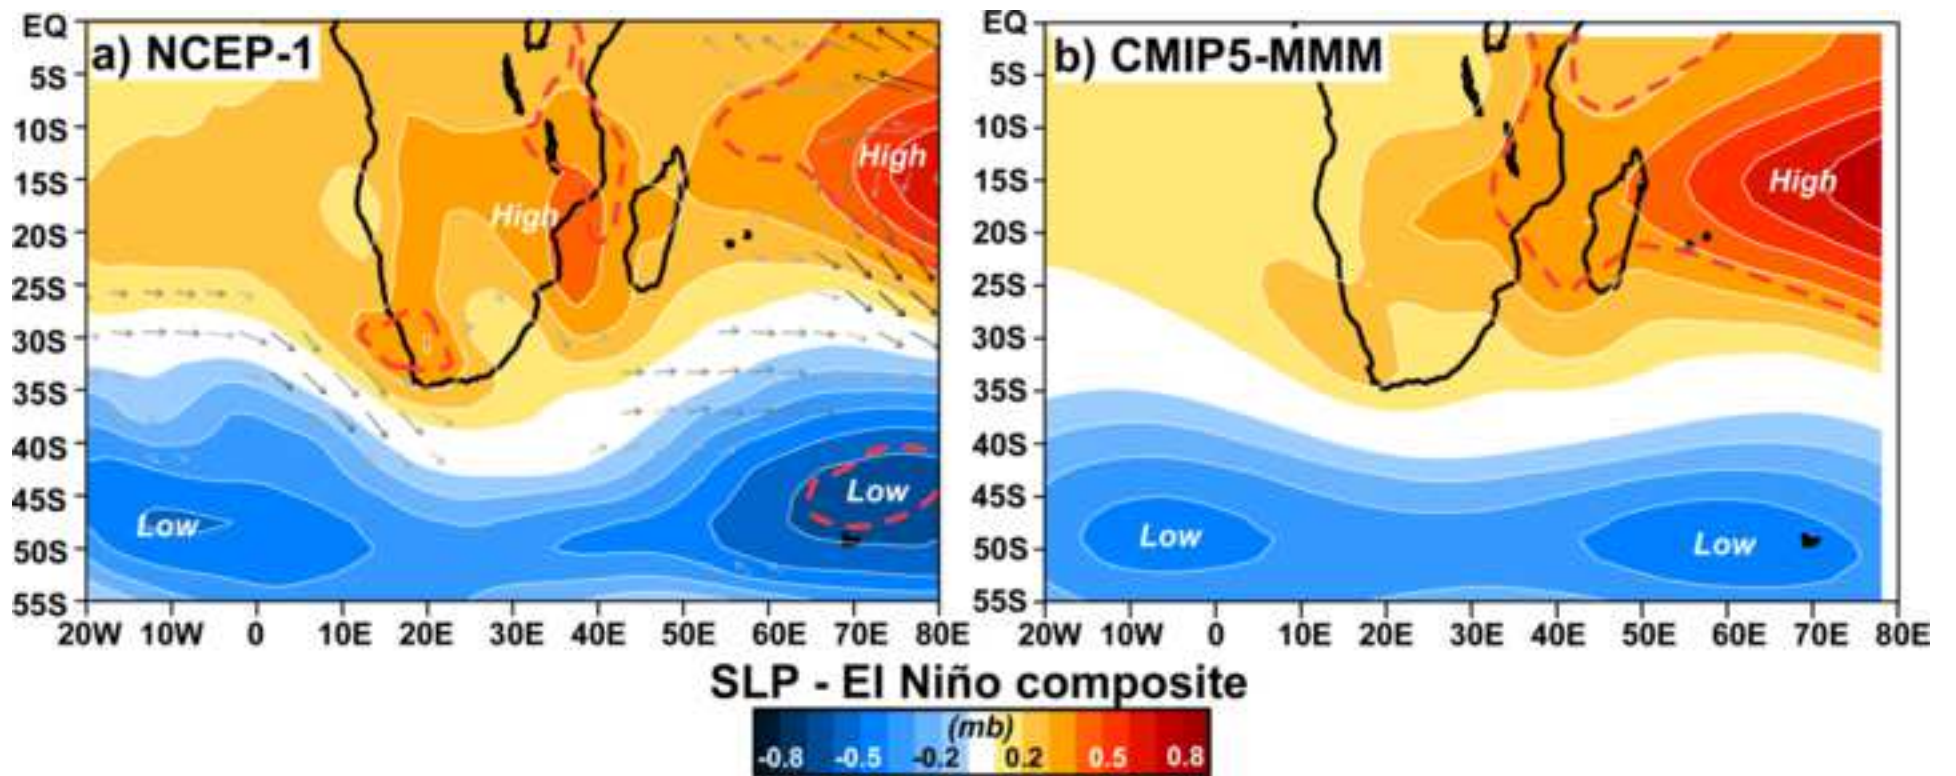 a) NCEP-1
EQ
5S
10S
15S
20S
25S
30S
35S
40S
45S
50S
55S
High
High
Low
Low
20W 10W 0 10E 20E 30E 40E 50E 60E 70E 80E
b) CMIP5-MMM
EQ
5S
10S
15S
20S
25S
30S
35S
40S
45S
50S
55S
High
Low
Low
20W 10W 0 10E 20E 30E 40E 50E 60E 70E 80E
SLP - El Niño composite
(mb)
-0.8 -0.5 -0.2 0.2 0.5 0.8